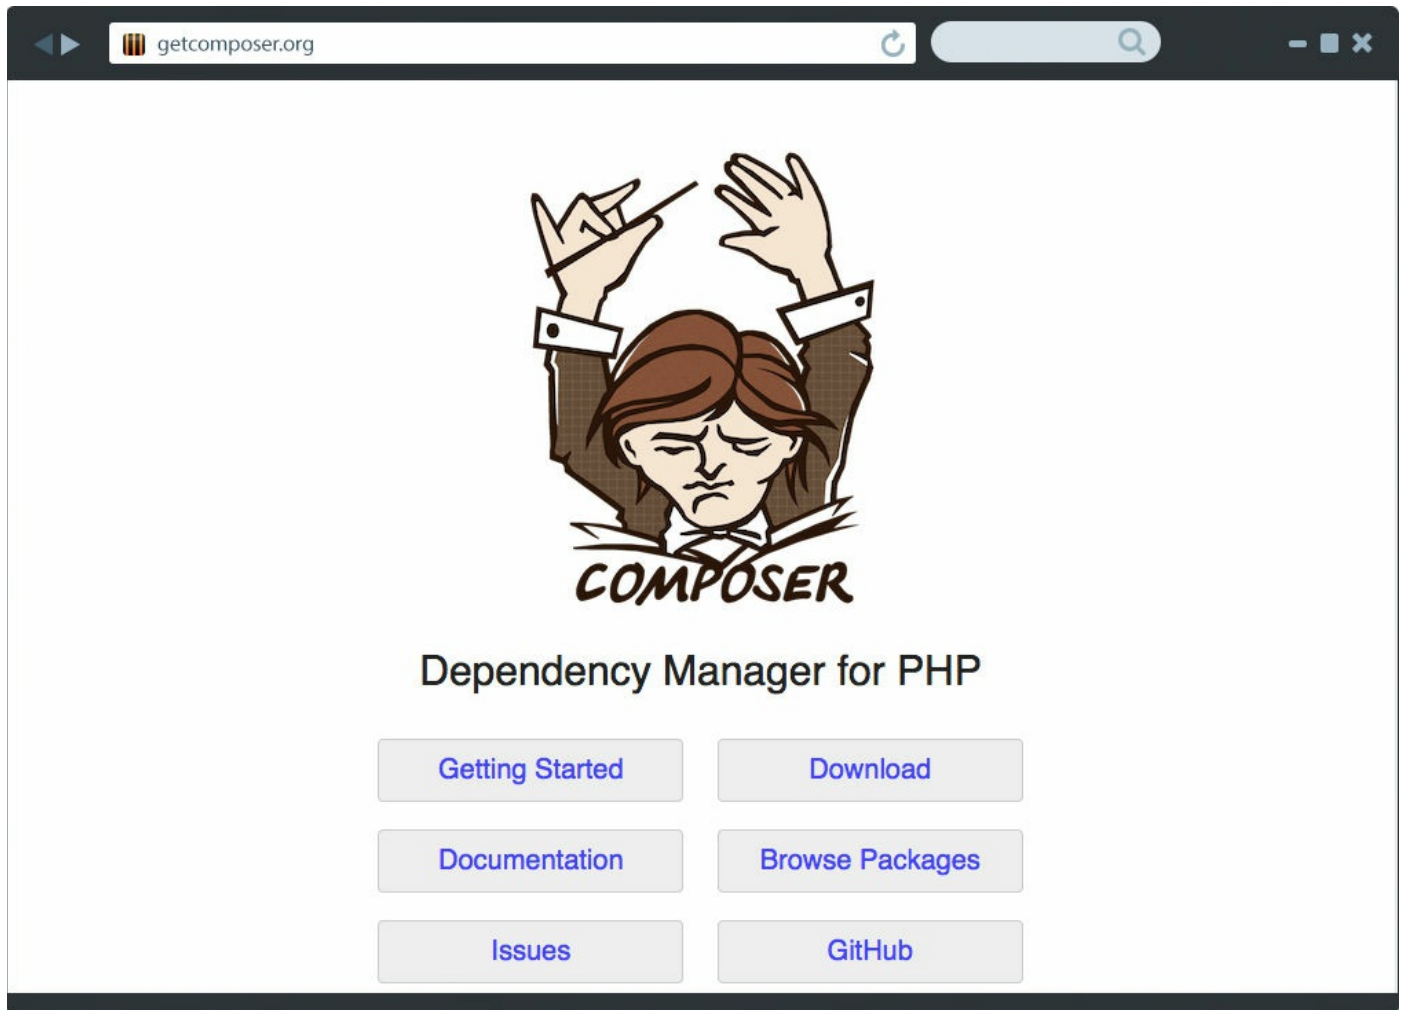 getcomposer.org
COMPOSER
Dependency Manager for PHP
Getting Started
Download
Documentation
Browse Packages
Issues
GitHub